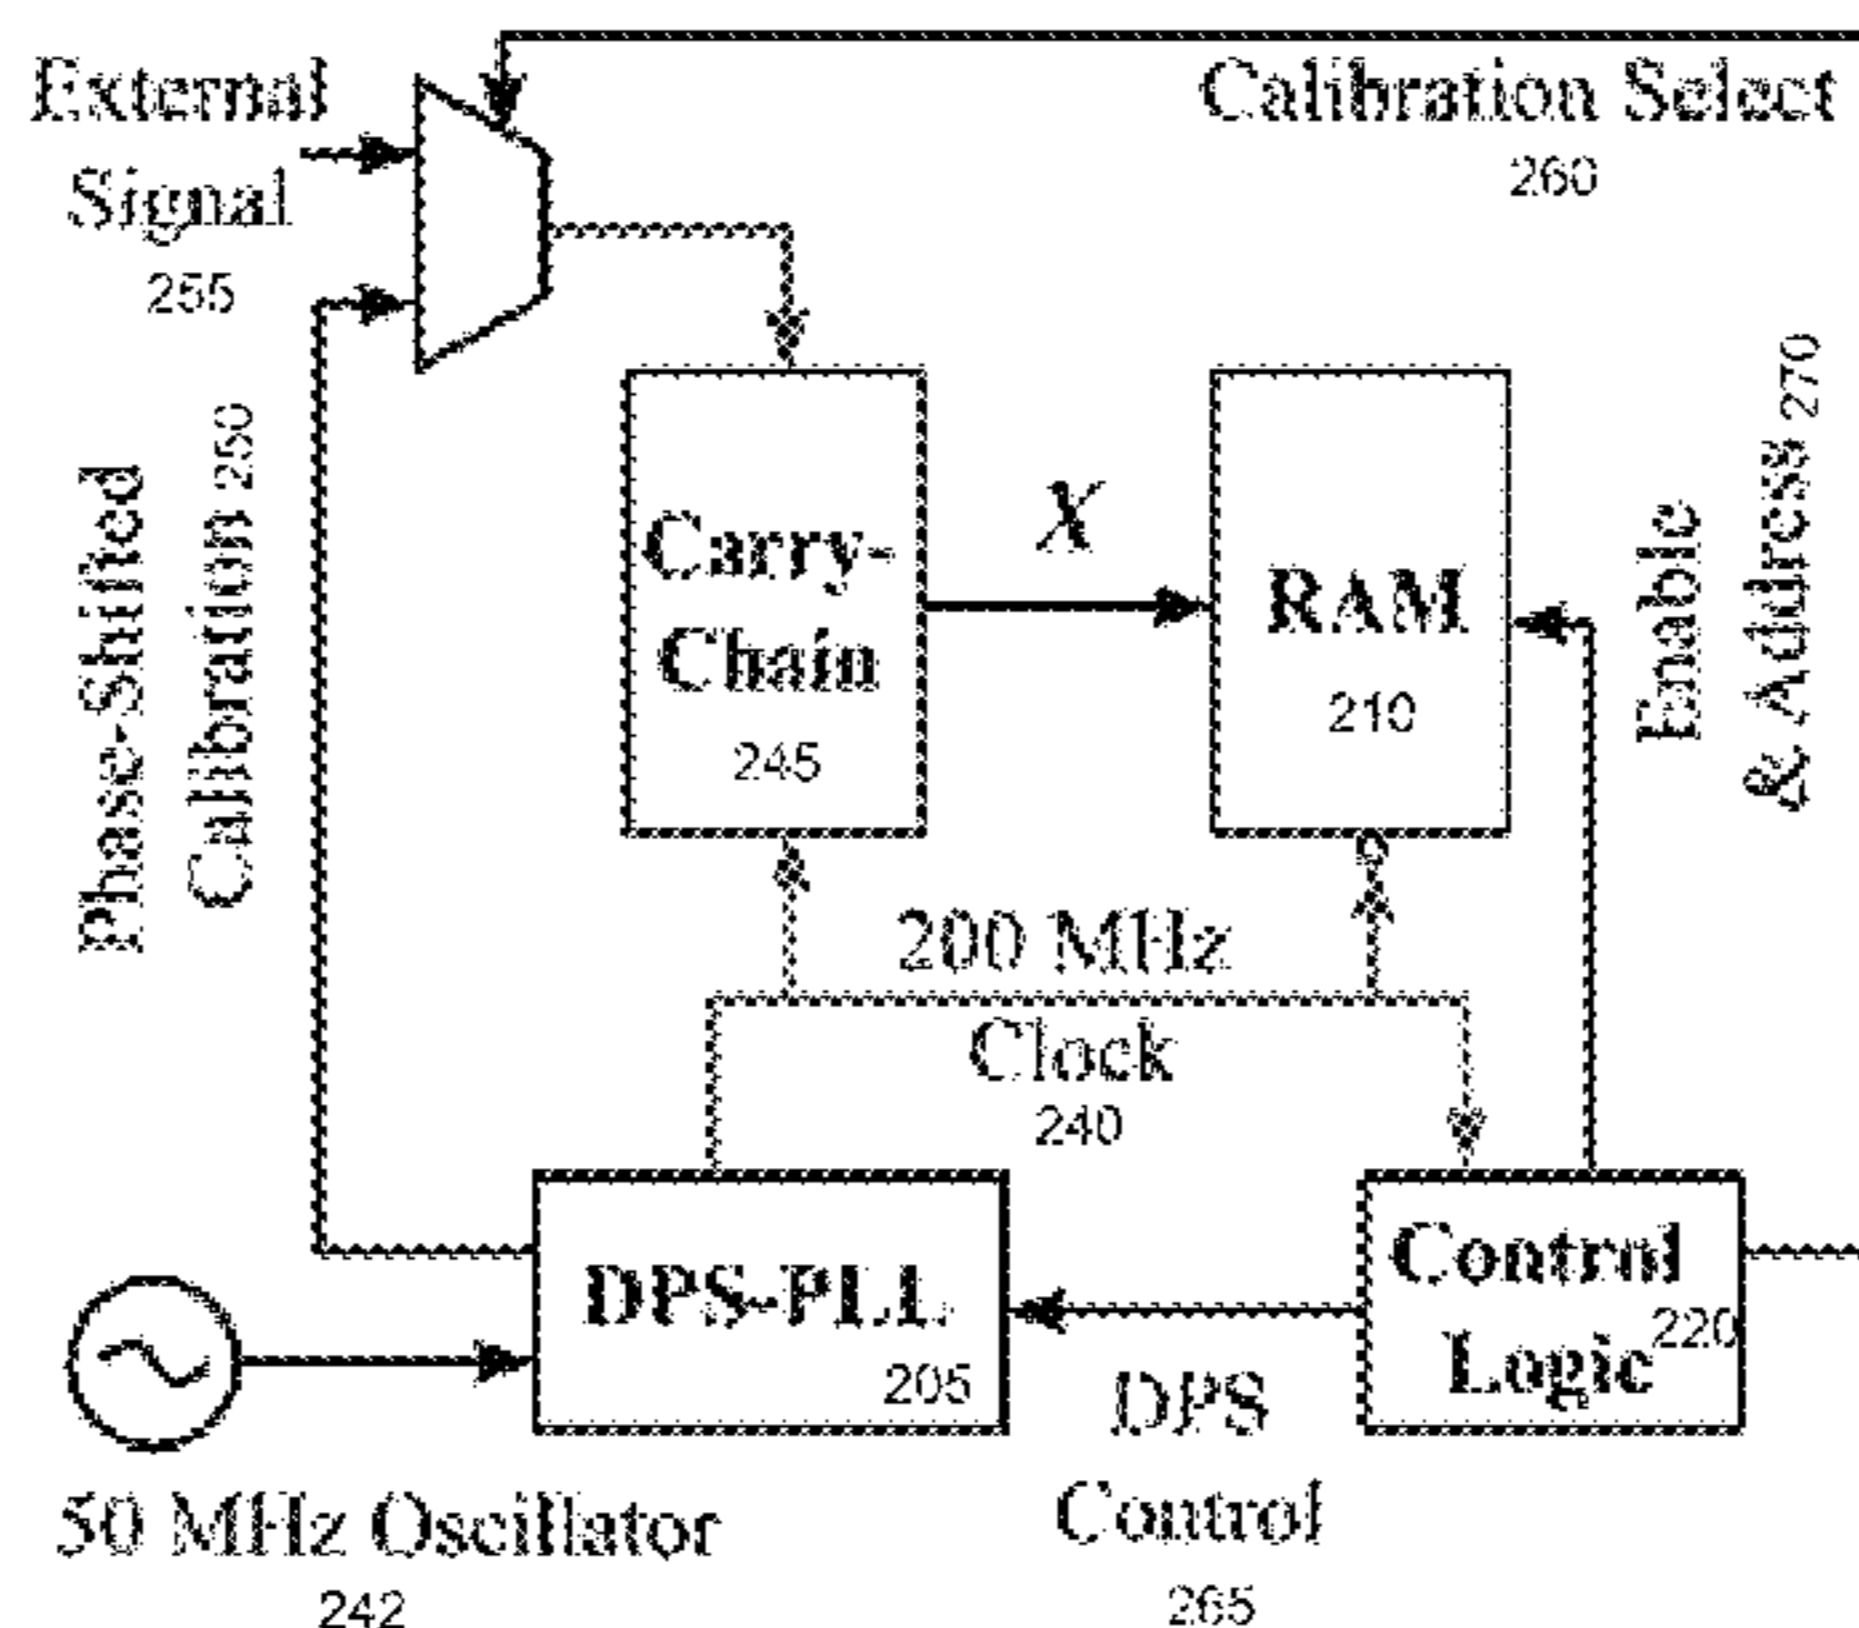 External
Signal
255
Calibration Select
260
Phase-Shifted
Calibration 250
Carry-
Chain
245
X
RAM
210
Enable
& Address 270
200 MHz
Clock
240
DPS-PLL
205
Control
Logic
220
DPS
Control
265
50 MHz Oscillator
242